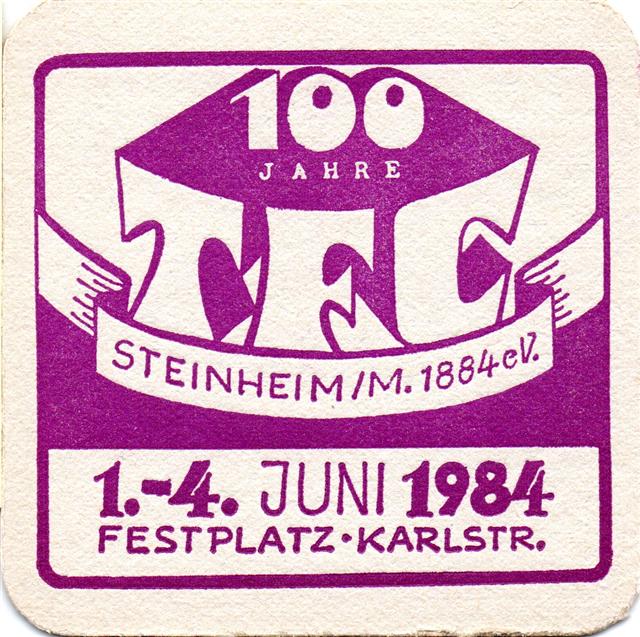 100
JAHRE
TFC
STEINHEIM/M. 1884 e.V.
1.-4. JUNI 1984
FESTPLATZ·KARLSTR.